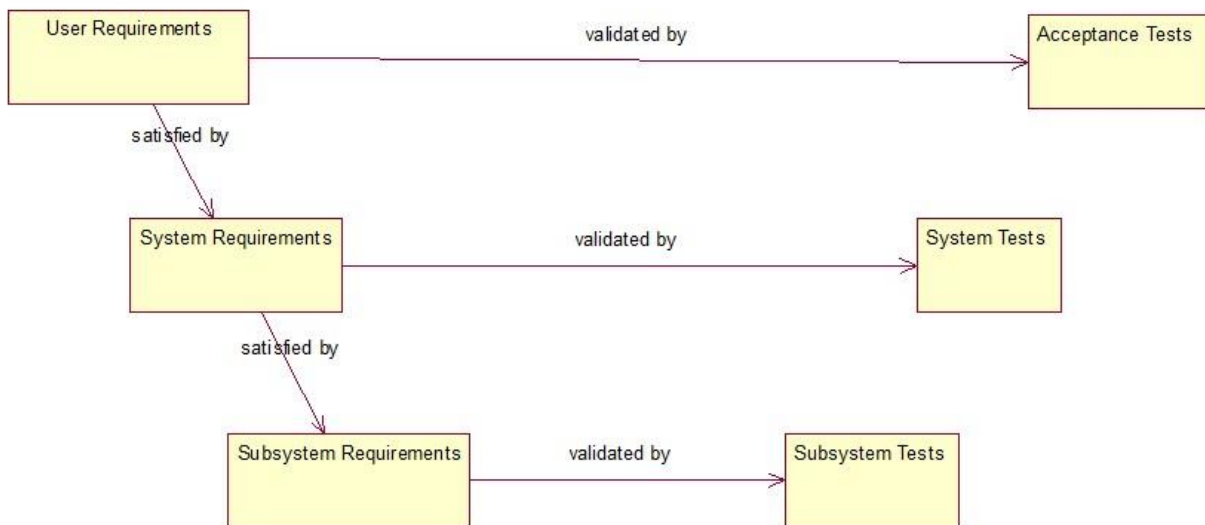 User Requirements
validated by
Acceptance Tests
satisfied by
System Requirements
validated by
System Tests
satisfied by
Subsystem Requirements
validated by
Subsystem Tests